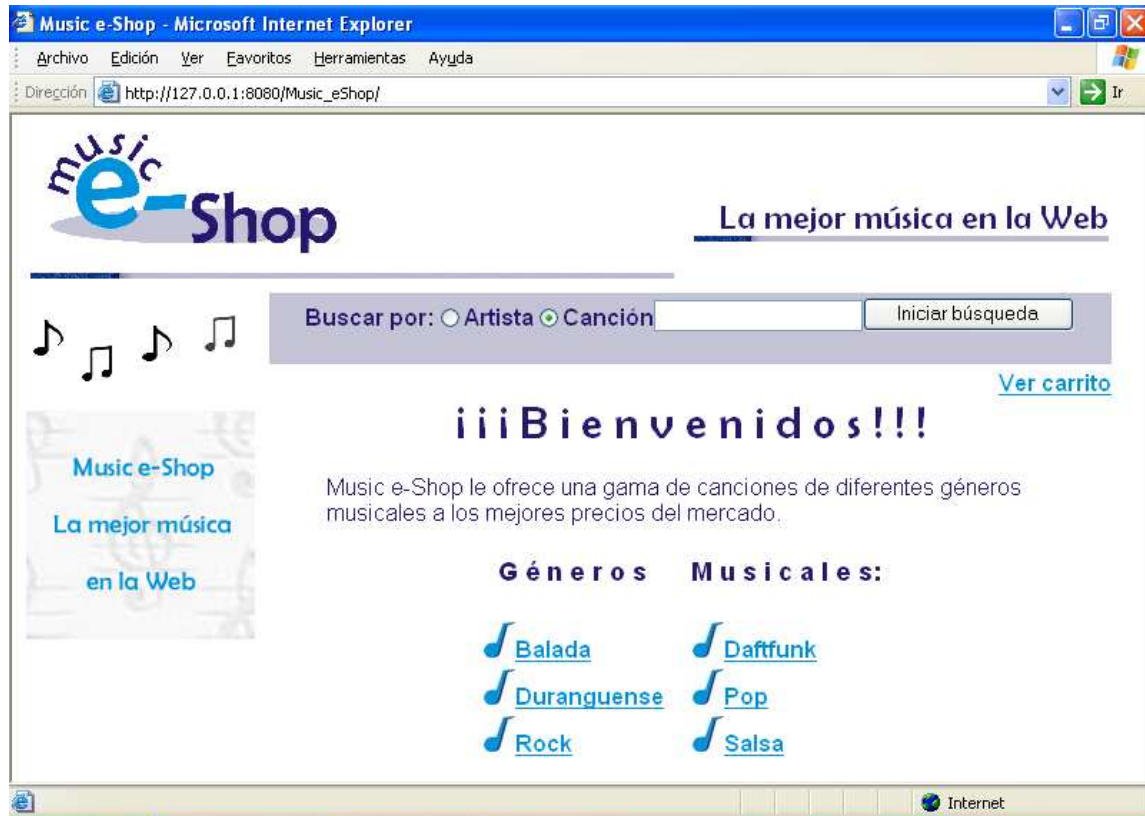 Music e-Shop - Microsoft Internet Explorer
Archivo Edición Ver Favoritos Herramientas Ayuda
Dirección http://127.0.0.1:8080/Music_eShop/ Ir
music
e-Shop
La mejor música en la Web
Buscar por: Artista Canción Iniciar búsqueda
Ver carrito
¡¡¡Bienvenidos!!!
Music e-Shop
La mejor música
en la Web
Music e-Shop le ofrece una gama de canciones de diferentes géneros
musicales a los mejores precios del mercado.
Géneros Musicales:
Balada Daftfunk
Duranguense Pop
Rock Salsa
Internet